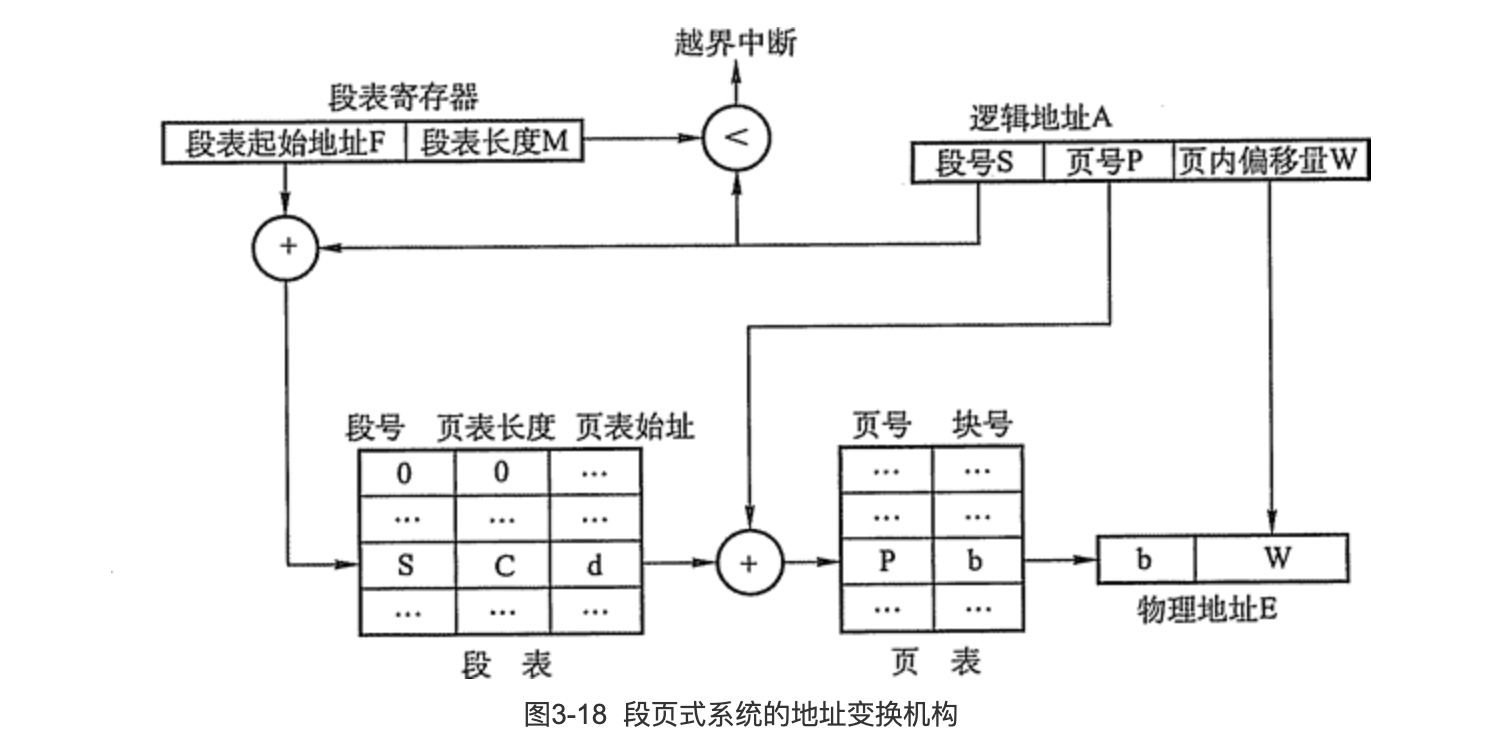 越界中断
段表寄存器
段表起始地址F 段表长度M
<
逻辑地址A
段号S 页号P 页内偏移量W
+
段号 页表长度 页表始址
0 0 …
… … …
S C d
… … …
段 表
+
页号 块号
… …
… …
P b
… …
页 表
b W
物理地址E
图3-18 段页式系统的地址变换机构